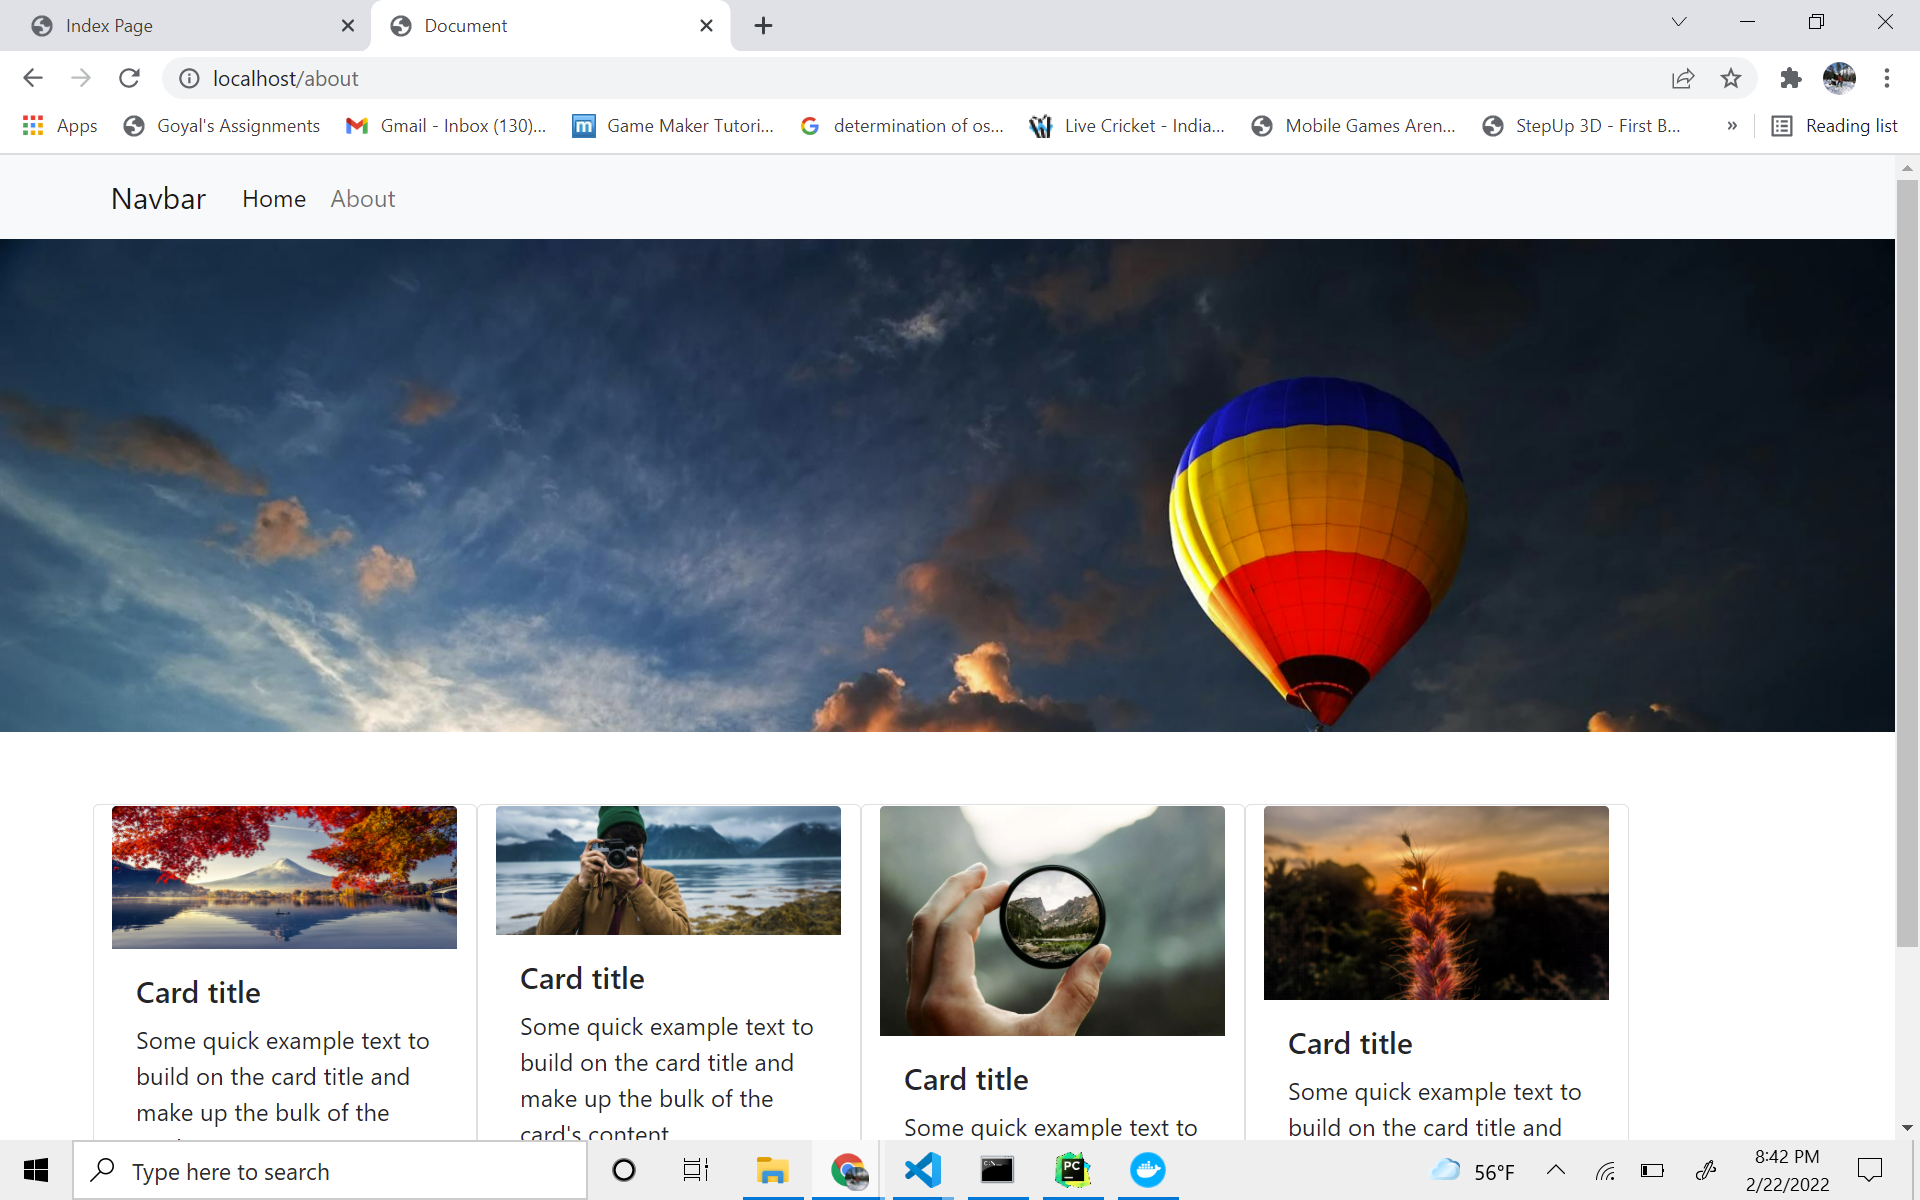 Index Page
Document
localhost/about
Apps
Goyal's Assignments
Gmail - Inbox (130)...
Game Maker Tutori...
determination of os...
Live Cricket - India...
Mobile Games Aren...
StepUp 3D - First B...
»
Reading list
Navbar Home About
Card title
Some quick example text to
build on the card title and
make up the bulk of the
Card title
Some quick example text to
build on the card title and
make up the bulk of the
card's content.
Card title
Some quick example text to
Card title
Some quick example text to
build on the card title and
Type here to search
PC
56°F
8:42 PM
2/22/2022